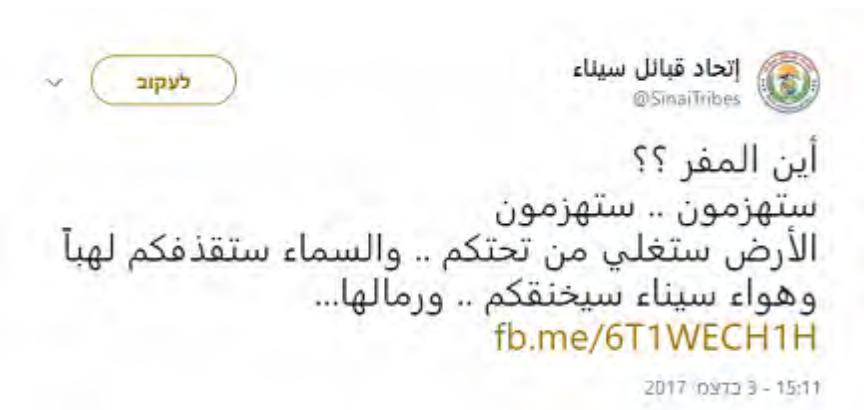 إتحاد قبائل سيناء
@SinaiTribes
לעקוב
أين المفر ؟؟
ستهزمون .. ستهزمون
الأرض ستغلي من تحتكم .. والسماء ستقذفكم لهباً
وهواء سيناء سيخنقكم .. ورمالها...
fb.me/6T1WECH1H
15:11 - 3 בדצמ׳ 2017